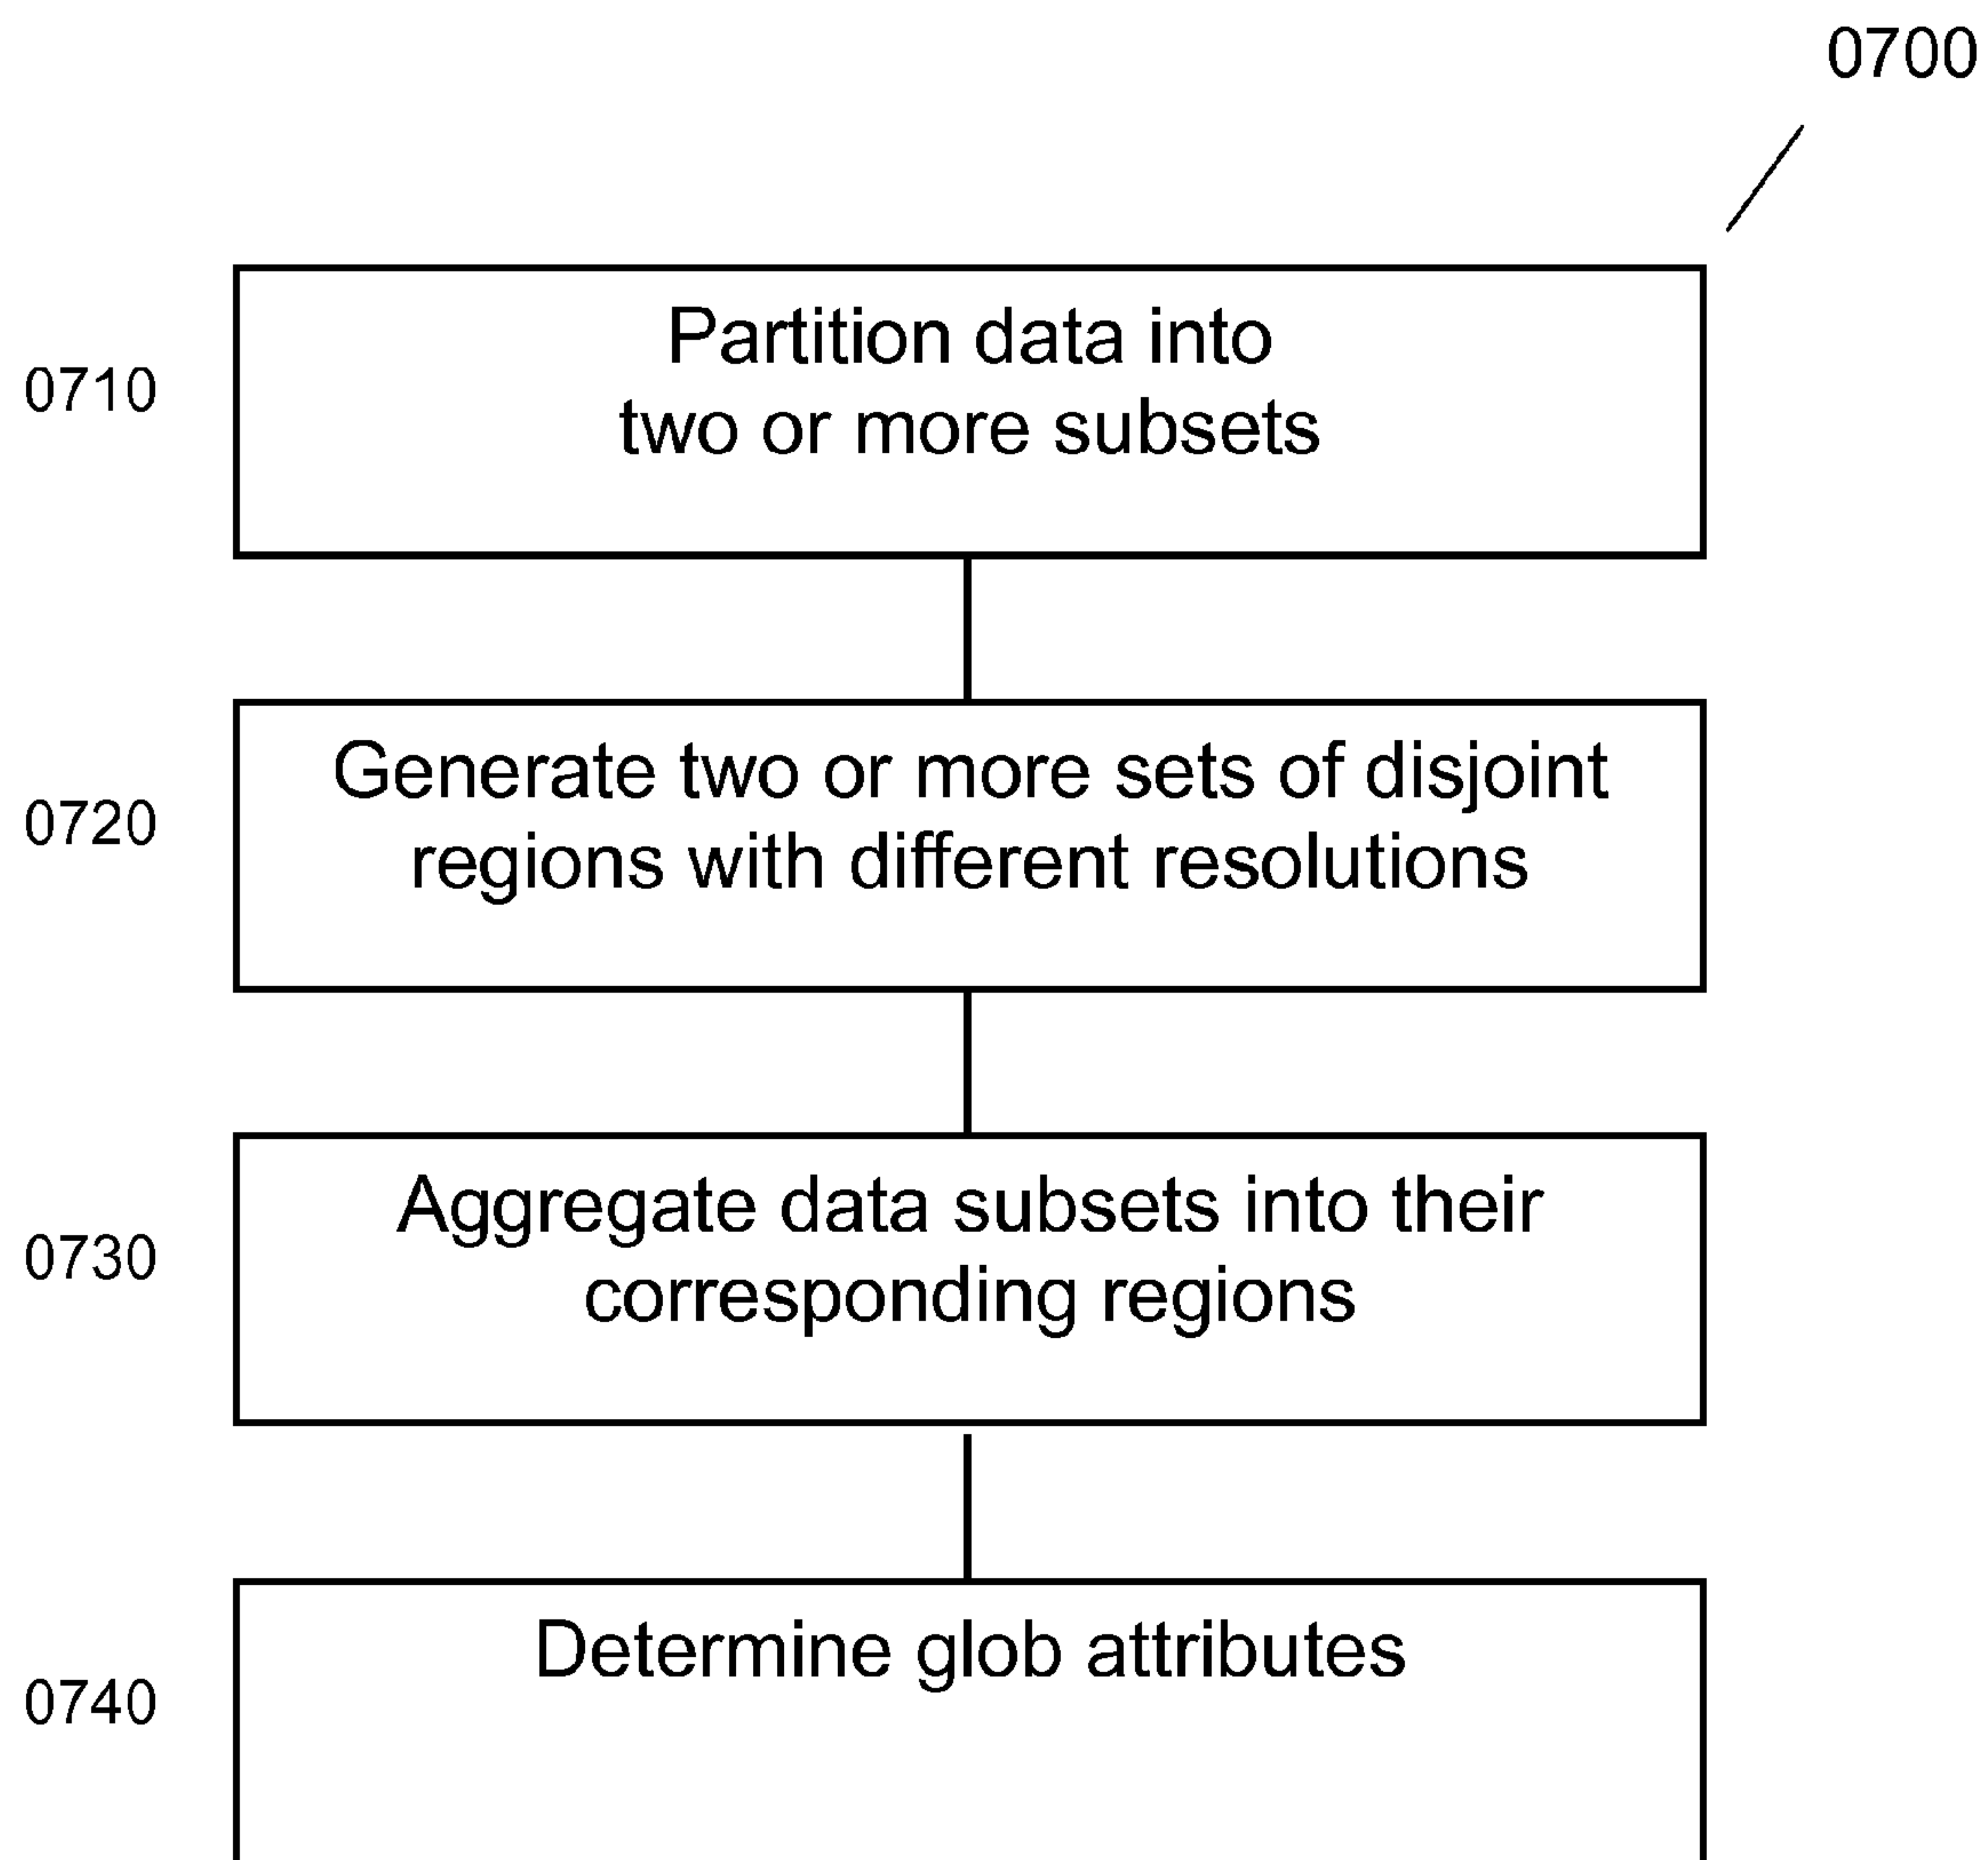 0700
0710
Partition data into
two or more subsets
0720
Generate two or more sets of disjoint
regions with different resolutions
0730
Aggregate data subsets into their
corresponding regions
0740
Determine glob attributes